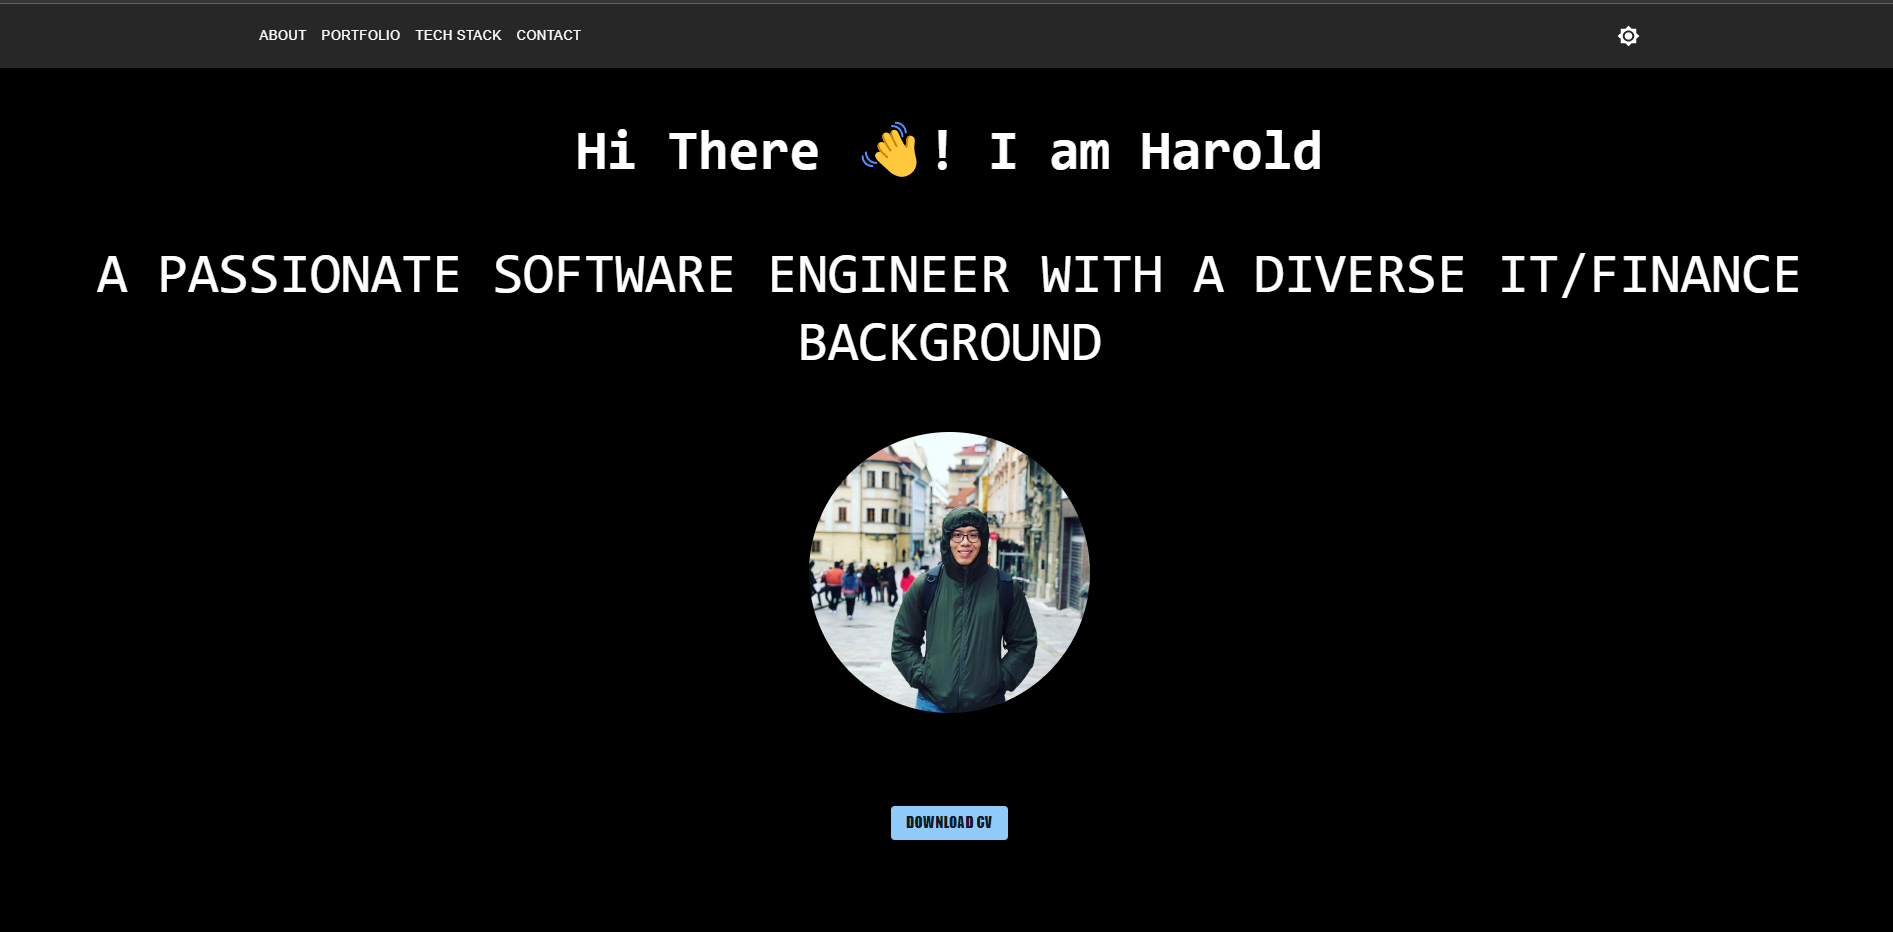 ABOUT PORTFOLIO TECH STACK CONTACT
Hi There 👋! I am Harold
A PASSIONATE SOFTWARE ENGINEER WITH A DIVERSE IT/FINANCE
BACKGROUND
DOWNLOAD CV